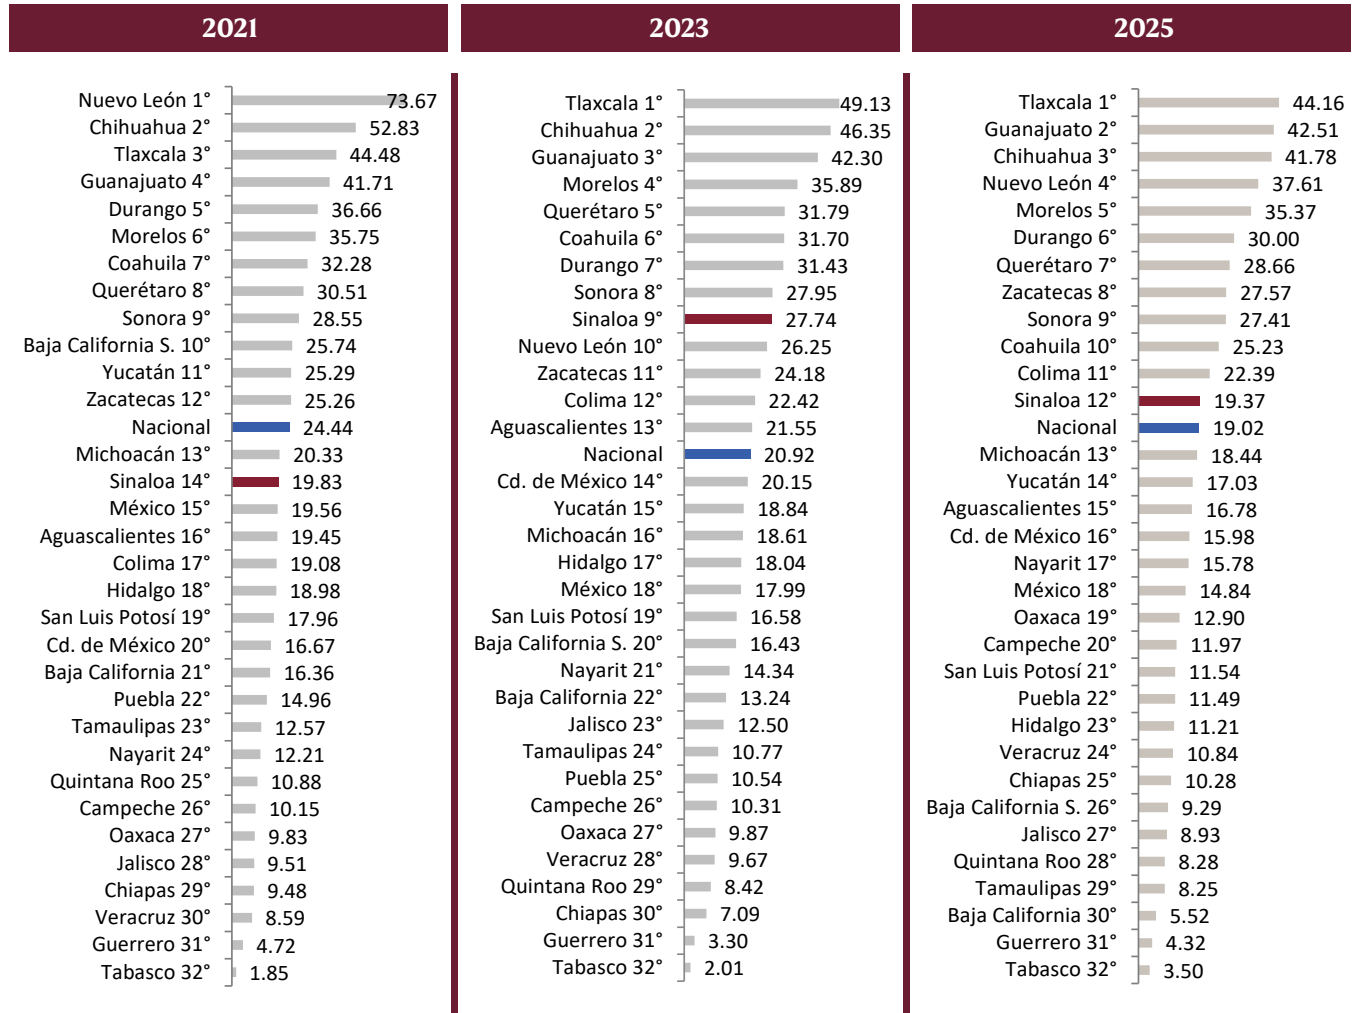 2021
Nuevo León 1° 73.67
Chihuahua 2° 52.83
Tlaxcala 3° 44.48
Guanajuato 4° 41.71
Durango 5° 36.66
Morelos 6° 35.75
Coahuila 7° 32.28
Querétaro 8° 30.51
Sonora 9° 28.55
Baja California S. 10° 25.74
Yucatán 11° 25.29
Zacatecas 12° 25.26
Nacional 24.44
Michoacán 13° 20.33
Sinaloa 14° 19.83
México 15° 19.56
Aguascalientes 16° 19.45
Colima 17° 19.08
Hidalgo 18° 18.98
San Luis Potosí 19° 17.96
Cd. de México 20° 16.67
Baja California 21° 16.36
Puebla 22° 14.96
Tamaulipas 23° 12.57
Nayarit 24° 12.21
Quintana Roo 25° 10.88
Campeche 26° 10.15
Oaxaca 27° 9.83
Jalisco 28° 9.51
Chiapas 29° 9.48
Veracruz 30° 8.59
Guerrero 31° 4.72
Tabasco 32° 1.85
2023
Tlaxcala 1° 49.13
Chihuahua 2° 46.35
Guanajuato 3° 42.30
Morelos 4° 35.89
Querétaro 5° 31.79
Coahuila 6° 31.70
Durango 7° 31.43
Sonora 8° 27.95
Sinaloa 9° 27.74
Nuevo León 10° 26.25
Zacatecas 11° 24.18
Colima 12° 22.42
Aguascalientes 13° 21.55
Nacional 20.92
Cd. de México 14° 20.15
Yucatán 15° 18.84
Michoacán 16° 18.61
Hidalgo 17° 18.04
México 18° 17.99
San Luis Potosí 19° 16.58
Baja California S. 20° 16.43
Nayarit 21° 14.34
Baja California 22° 13.24
Jalisco 23° 12.50
Tamaulipas 24° 10.77
Puebla 25° 10.54
Campeche 26° 10.31
Oaxaca 27° 9.87
Veracruz 28° 9.67
Quintana Roo 29° 8.42
Chiapas 30° 7.09
Guerrero 31° 3.30
Tabasco 32° 2.01
2025
Tlaxcala 1° 44.16
Guanajuato 2° 42.51
Chihuahua 3° 41.78
Nuevo León 4° 37.61
Morelos 5° 35.37
Durango 6° 30.00
Querétaro 7° 28.66
Zacatecas 8° 27.57
Sonora 9° 27.41
Coahuila 10° 25.23
Colima 11° 22.39
Sinaloa 12° 19.37
Nacional 19.02
Michoacán 13° 18.44
Yucatán 14° 17.03
Aguascalientes 15° 16.78
Cd. de México 16° 15.98
Nayarit 17° 15.78
México 18° 14.84
Oaxaca 19° 12.90
Campeche 20° 11.97
San Luis Potosí 21° 11.54
Puebla 22° 11.49
Hidalgo 23° 11.21
Veracruz 24° 10.84
Chiapas 25° 10.28
Baja California S. 26° 9.29
Jalisco 27° 8.93
Quintana Roo 28° 8.28
Tamaulipas 29° 8.25
Baja California 30° 5.52
Guerrero 31° 4.32
Tabasco 32° 3.50